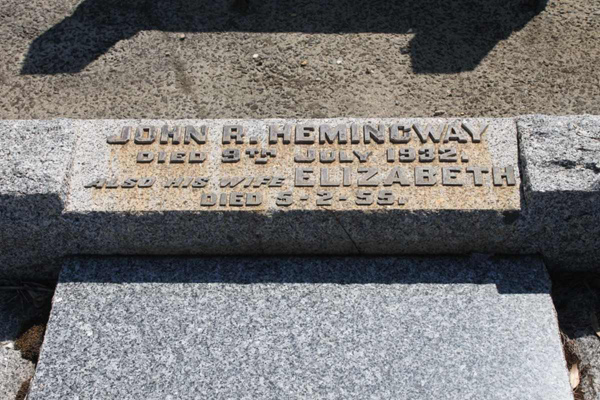 JOHN R. HEMINGWAY
DIED 9TH JULY 1932.
ALSO HIS WIFE ELIZABETH
DIED 5-2-55.